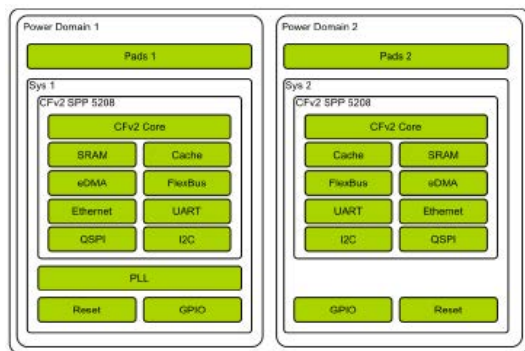 Power Domain 1
Pads 1
Sys 1
CFv2 SPP 5208
CFv2 Core
SRAM Cache
eDMA FlexBus
Ethernet UART
QSPI I2C
PLL
Reset GPIO
Power Domain 2
Pads 2
Sys 2
CFv2 SPP 5208
CFv2 Core
Cache SRAM
FlexBus eDMA
UART Ethernet
I2C QSPI
GPIO Reset